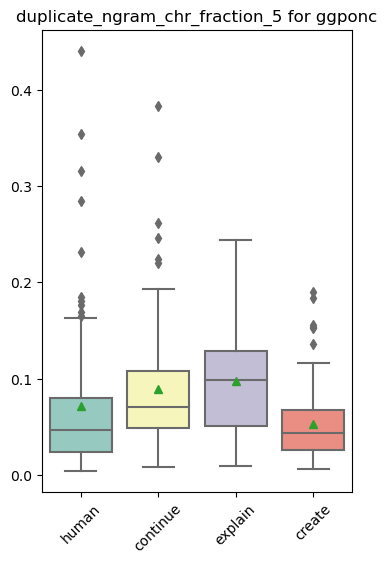 duplicate_ngram_chr_fraction_5 for ggponc
0.4
0.3
0.2
0.1
0.0
human
continue
explain
create